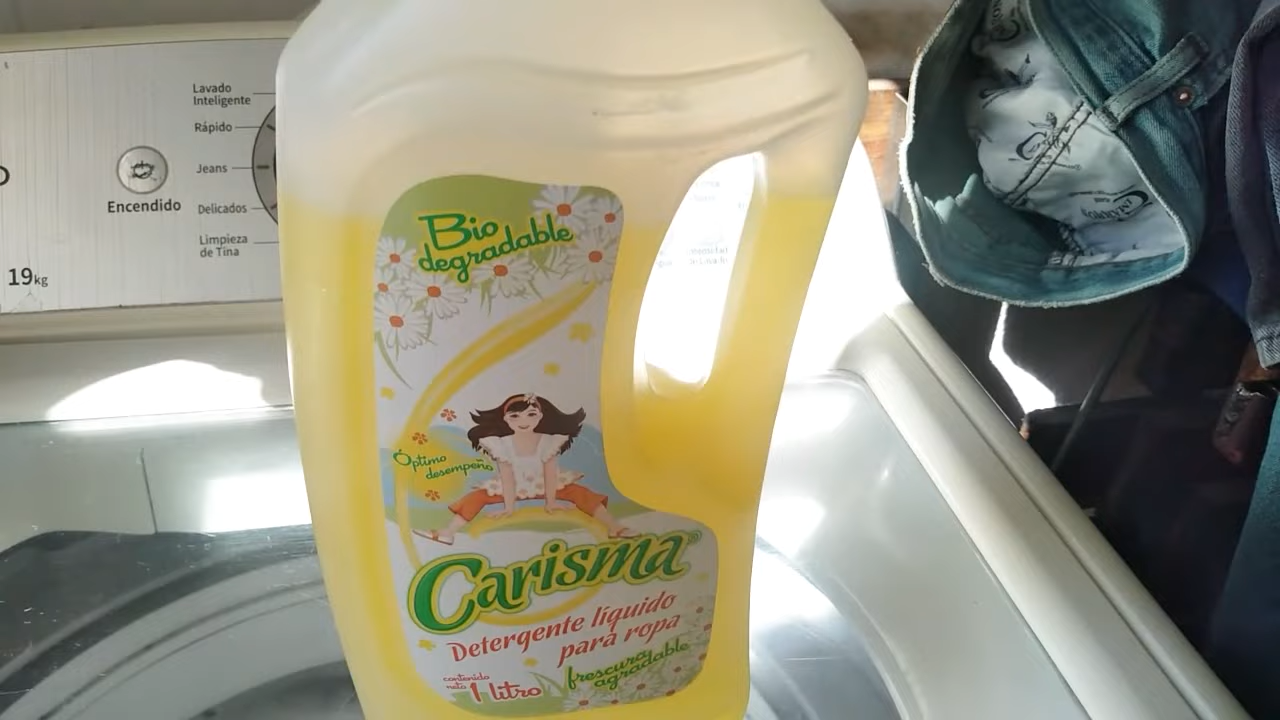 Lavado
Inteligente
Rápido
Jeans
Delicados
Limpieza
de Tina
Encendido
19kg
Bio
degradable
Óptimo
desempeño
Carisma®
Detergente líquido
para ropa
contenido
neto 1 litro
frescura
agradable